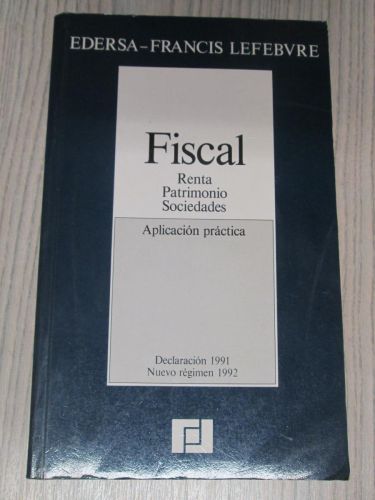 EDERSA-FRANCIS LEFEBVRE
Fiscal
Renta
Patrimonio
Sociedades
Aplicación práctica
Declaración 1991
Nuevo régimen 1992